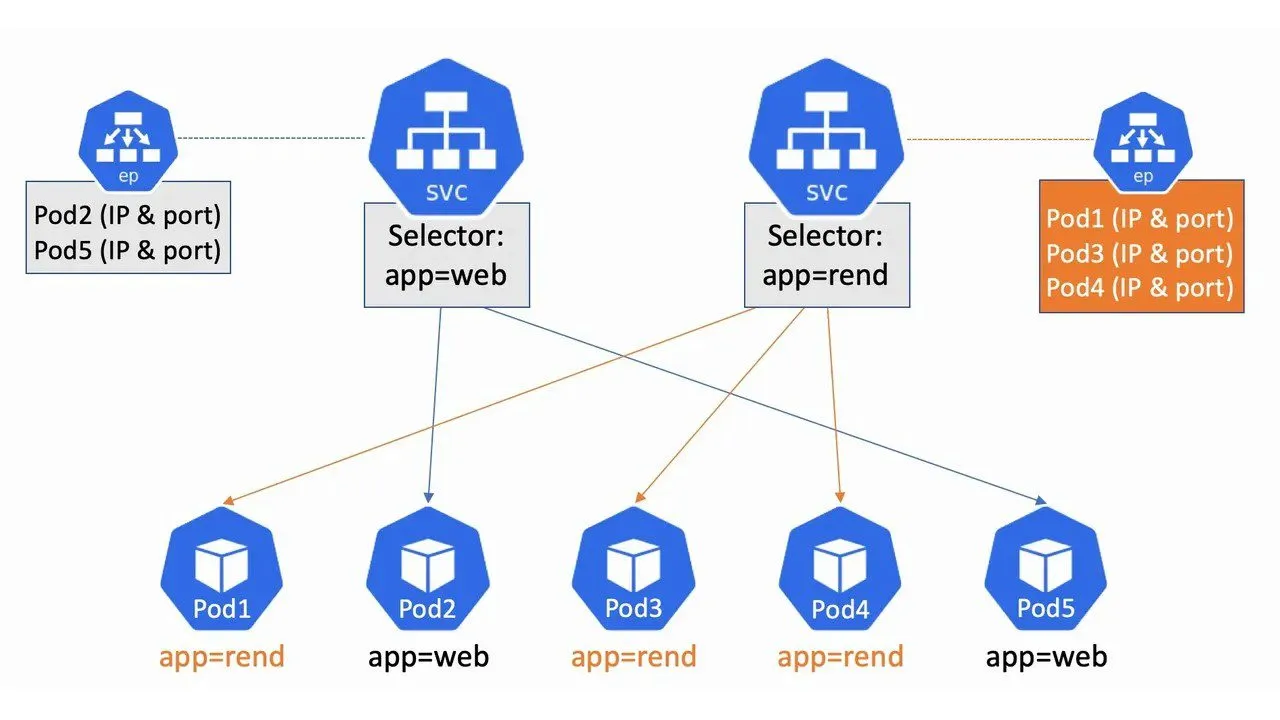 ep
Pod2 (IP & port)
Pod5 (IP & port)
SVC
Selector:
app=web
SVC
Selector:
app=rend
ep
Pod1 (IP & port)
Pod3 (IP & port)
Pod4 (IP & port)
Pod1
app=rend
Pod2
app=web
Pod3
app=rend
Pod4
app=rend
Pod5
app=web